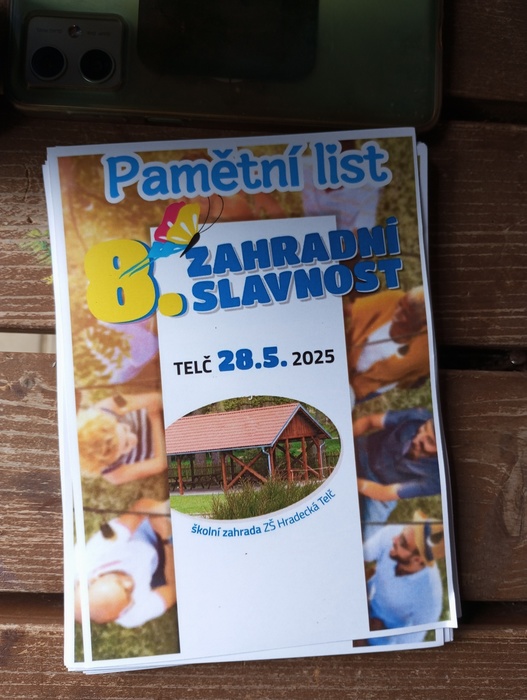 Pamětní list
8. ZAHRADNÍ
SLAVNOST
TELČ 28.5. 2025
školní zahrada ZŠ Hradecká Telč